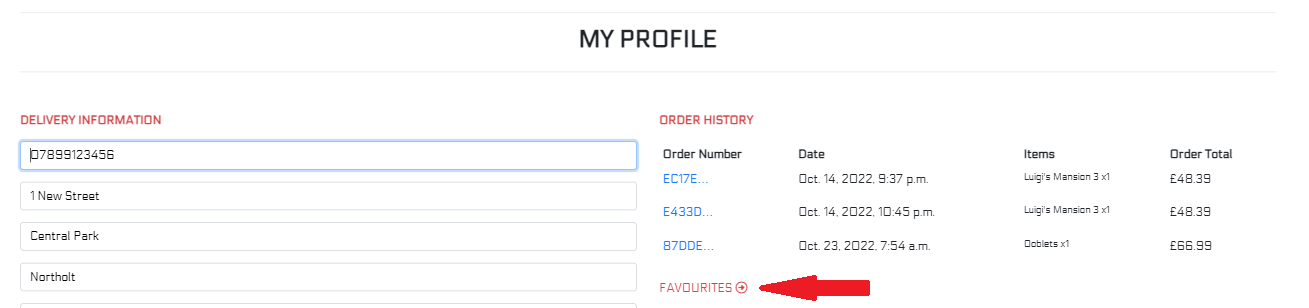 MY PROFILE
DELIVERY INFORMATION
07899123456
1 New Street
Central Park
Northolt
ORDER HISTORY
Order Number Date Items Order Total
EC17E... Oct. 14, 2022, 9:37 p.m. Luigi's Mansion 3 x1 £48.39
E433D... Oct. 14, 2022, 10:45 p.m. Luigi's Mansion 3 x1 £48.39
87DDE... Oct. 23, 2022, 7:54 a.m. Ooblets x1 £66.99
FAVOURITES